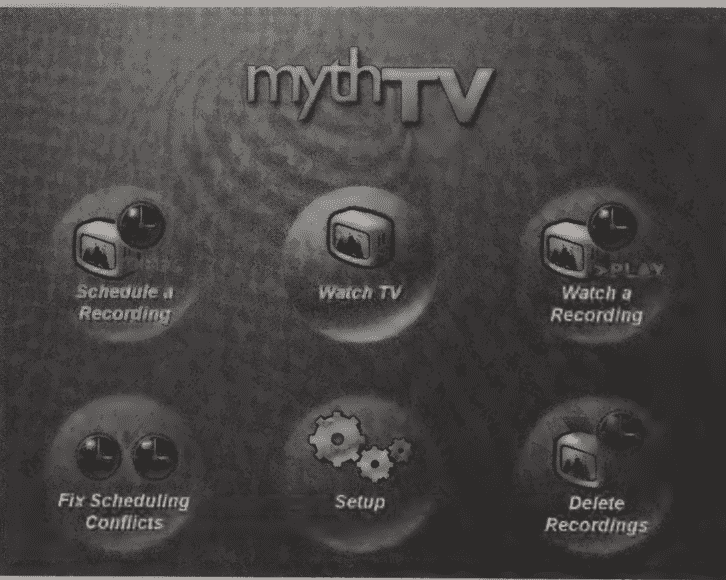 mythTV
Schedule a
Recording
Watch TV
>PLAY
Watch a
Recording
Fix Scheduling
Conflicts
Setup
Delete
Recordings